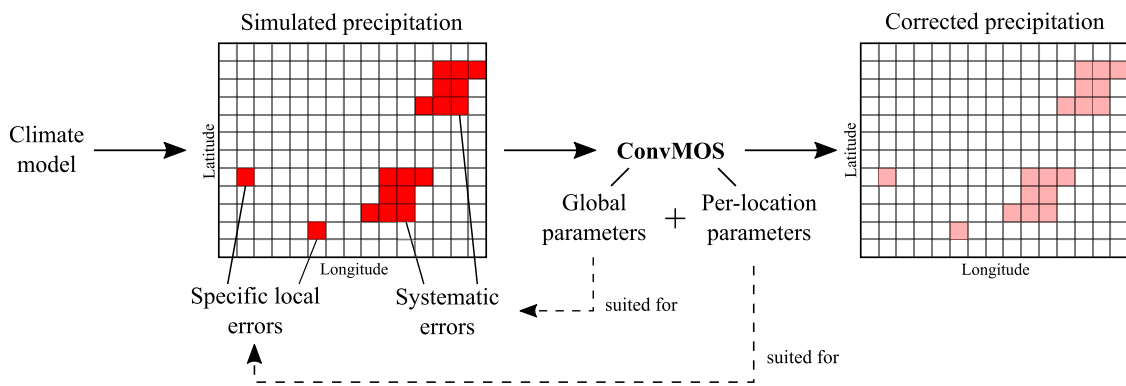 Simulated precipitation
Corrected precipitation
Climate
model
Latitude
Longitude
ConvMOS
Global
parameters
+
Per-location
parameters
Latitude
Longitude
Specific local
errors
Systematic
errors
suited for
suited for